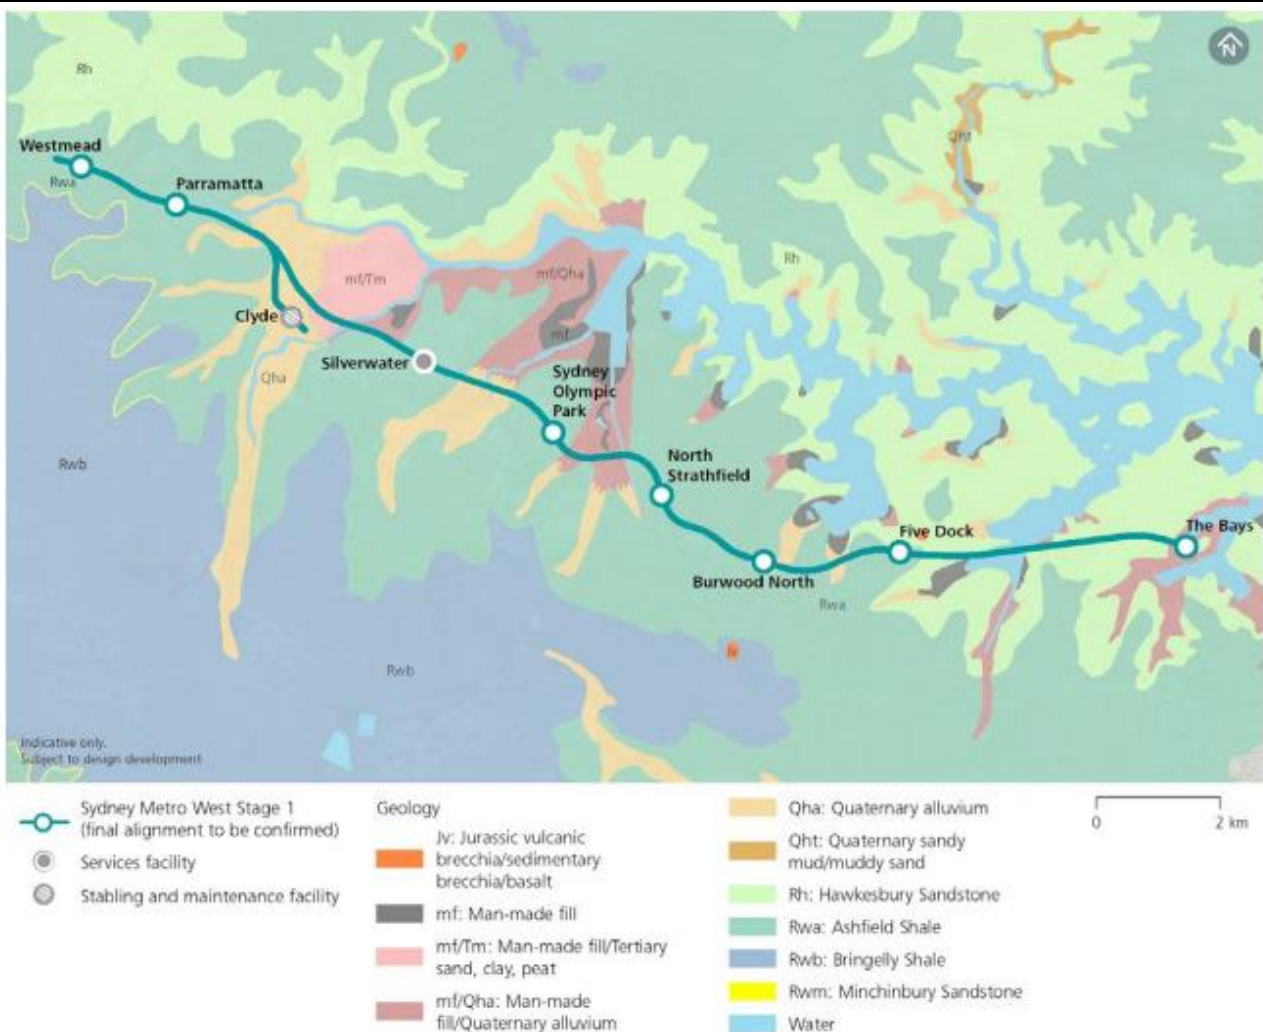 N
Rh
Qht
Westmead
Rwa
Parramatta
Rh
mf/Tm
mf/Qha
Clyde
mf
Silverwater
Sydney
Olympic
Park
Qha
North
Strathfield
Rwb
Five Dock
The Bays
Burwood North
Rwa
Jv
Rwb
Indicative only.
Subject to design development
Sydney Metro West Stage 1
(final alignment to be confirmed)
Services facility
Stabling and maintenance facility
Geology
Jv: Jurassic vulcanic
brecchia/sedimentary
brecchia/basalt
mf: Man-made fill
mf/Tm: Man-made fill/Tertiary
sand, clay, peat
mf/Qha: Man-made
fill/Quaternary alluvium
Qha: Quaternary alluvium
Qht: Quaternary sandy
mud/muddy sand
Rh: Hawkesbury Sandstone
Rwa: Ashfield Shale
Rwb: Bringelly Shale
Rwm: Minchinbury Sandstone
Water
0 2 km